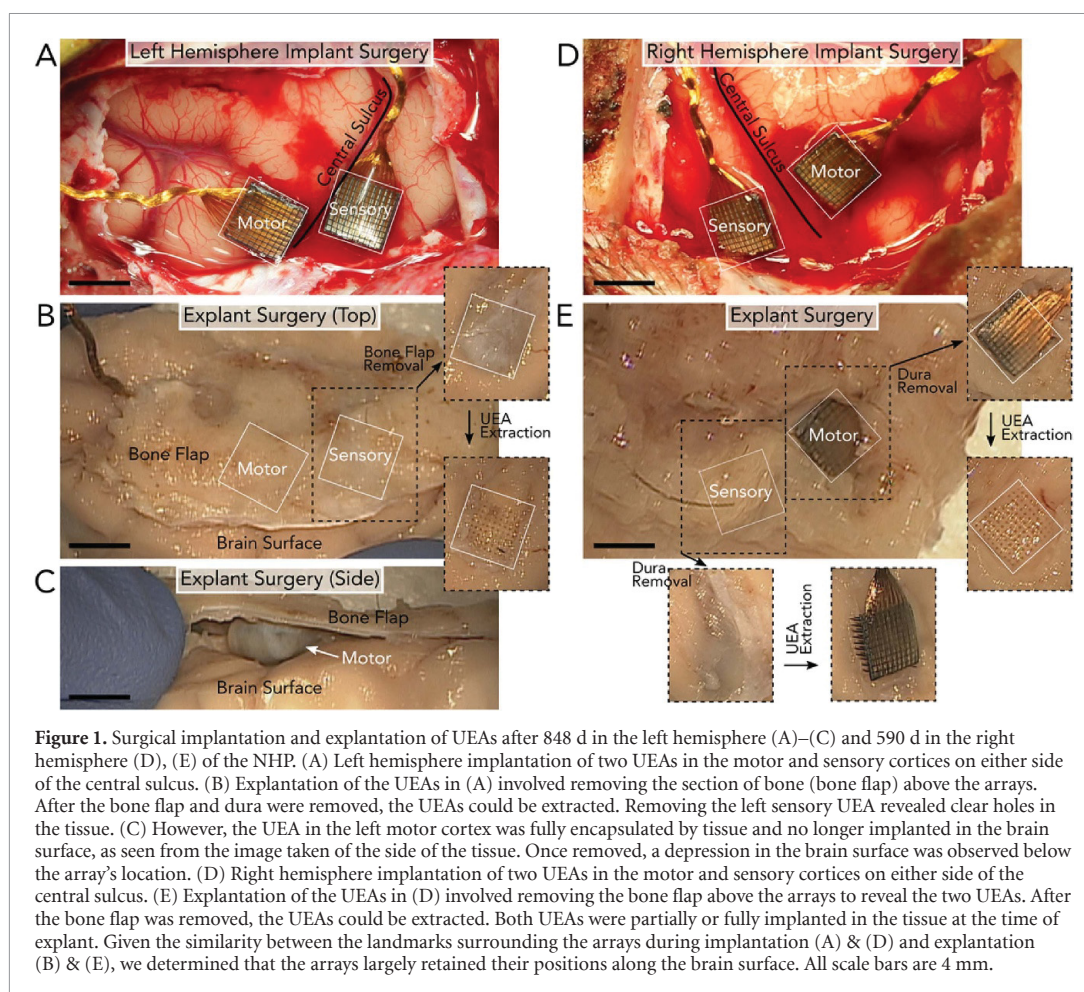 A
Left Hemisphere Implant Surgery
Central Sulcus
Motor
Sensory
D
Right Hemisphere Implant Surgery
Central Sulcus
Motor
Sensory
B
Explant Surgery (Top)
Bone Flap
Removal
UEA
Extraction
Bone Flap
Motor
Sensory
Brain Surface
E
Explant Surgery
Dura
Removal
UEA
Extraction
Motor
Sensory
Dura
Removal
UEA
Extraction
C
Explant Surgery (Side)
Bone Flap
Motor
Brain Surface
Figure 1. Surgical implantation and explantation of UEAs after 848 d in the left hemisphere (A)–(C) and 590 d in the right
hemisphere (D), (E) of the NHP. (A) Left hemisphere implantation of two UEAs in the motor and sensory cortices on either side
of the central sulcus. (B) Explantation of the UEAs in (A) involved removing the section of bone (bone flap) above the arrays.
After the bone flap and dura were removed, the UEAs could be extracted. Removing the left sensory UEA revealed clear holes in
the tissue. (C) However, the UEA in the left motor cortex was fully encapsulated by tissue and no longer implanted in the brain
surface, as seen from the image taken of the side of the tissue. Once removed, a depression in the brain surface was observed below
the array's location. (D) Right hemisphere implantation of two UEAs in the motor and sensory cortices on either side of the
central sulcus. (E) Explantation of the UEAs in (D) involved removing the bone flap above the arrays to reveal the two UEAs. After
the bone flap was removed, the UEAs could be extracted. Both UEAs were partially or fully implanted in the tissue at the time of
explant. Given the similarity between the landmarks surrounding the arrays during implantation (A) & (D) and explantation
(B) & (E), we determined that the arrays largely retained their positions along the brain surface. All scale bars are 4 mm.